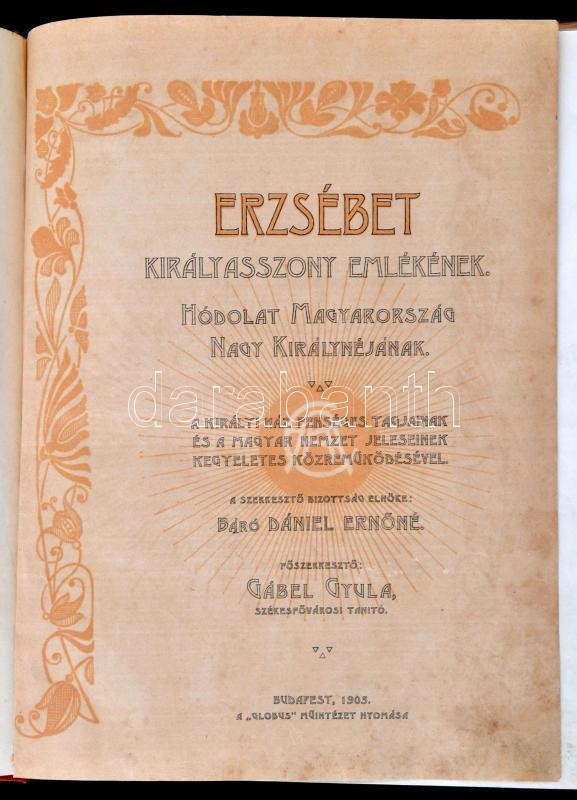 ERZSÉBET
KIRÁLYASSZONY EMLÉKÉNEK.
HÓDOLAT MAGYARORSZÁG
NAGY KIRÁLYNÉJÁNAK.
darabanth
A KIRÁLYI HÁZ FENSÉGES TAGJAINAK
ÉS A MAGYAR NEMZET JELESEINEK
KEGYELETES KÖZREMŰKÖDÉSÉVEL.
A SZERKESZTŐ BIZOTTSÁG ELNÖKE:
BÁRÓ DÁNIEL ERNŐNÉ.
FŐSZERKESZTŐ:
GÁBEL GYULA,
SZÉKESFŐVÁROSI TANITÓ.
BUDAPEST, 1905.
A „GLOBUS" MŰINTÉZET NYOMÁSA